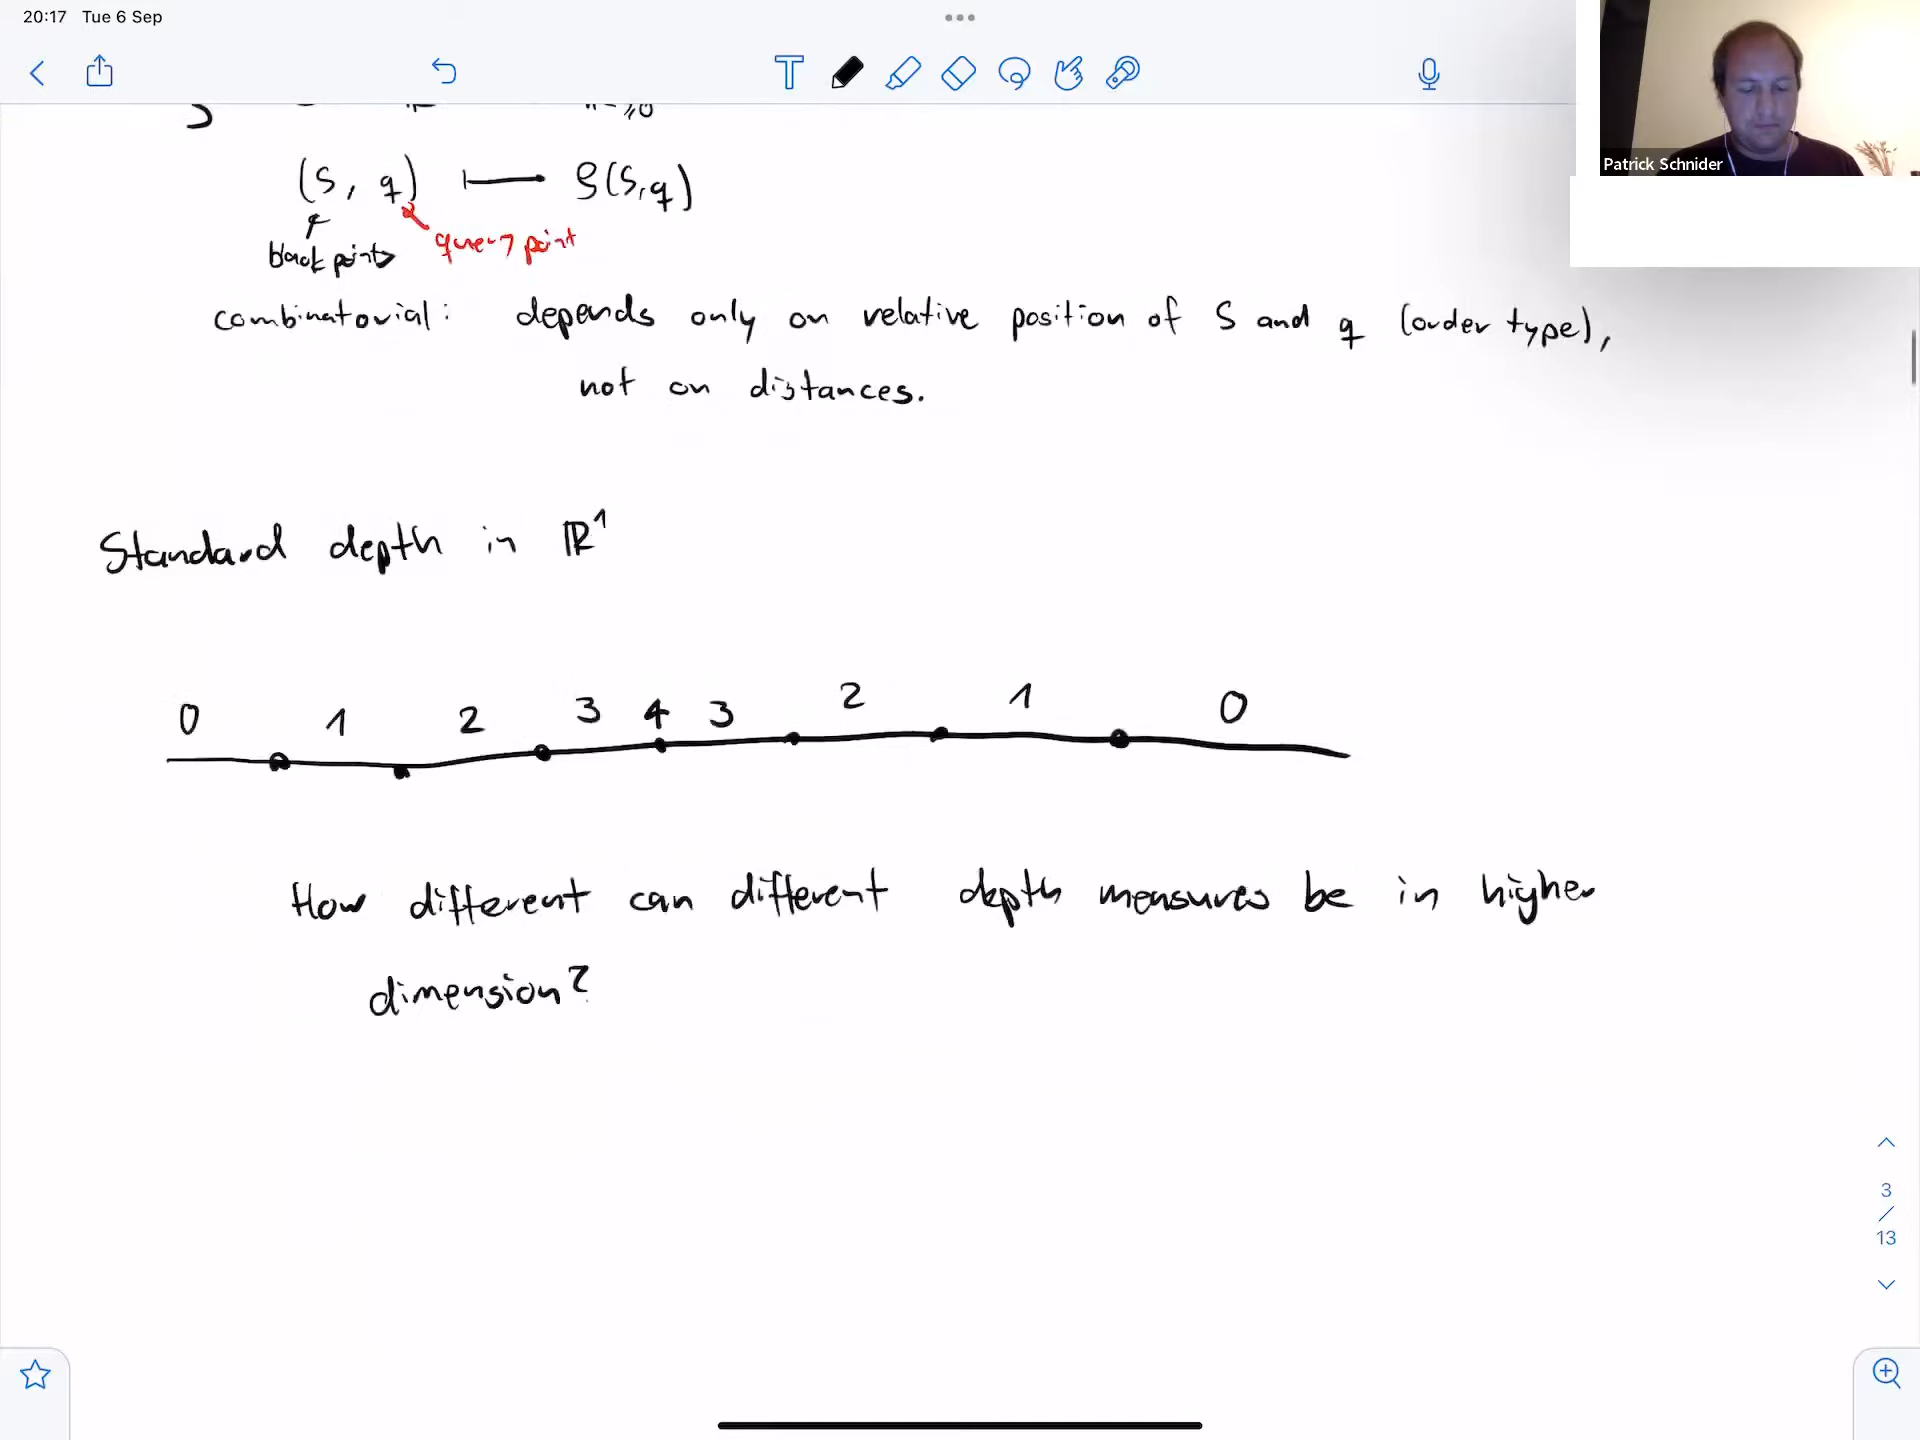 20:17 Tue 6 Sep
(S, q) ⟼ ϱ(S,q)
black points query point
combinatorial: depends only on relative position of S and q (order type),
not on distances.
Patrick Schnider
Standard depth in ℝ¹
0 1 2 3 4 3 2 1 0
How different can different depth measures be in higher
dimension?
3
/
13